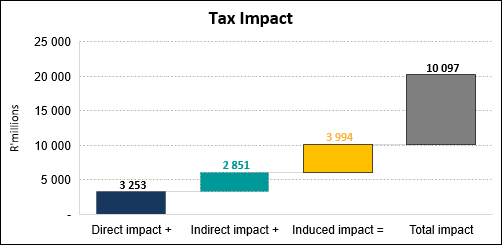 Tax Impact
R'millions
25 000
20 000
15 000
10 000
5 000
-
3 253
2 851
3 994
10 097
Direct impact +
Indirect impact +
Induced impact =
Total impact